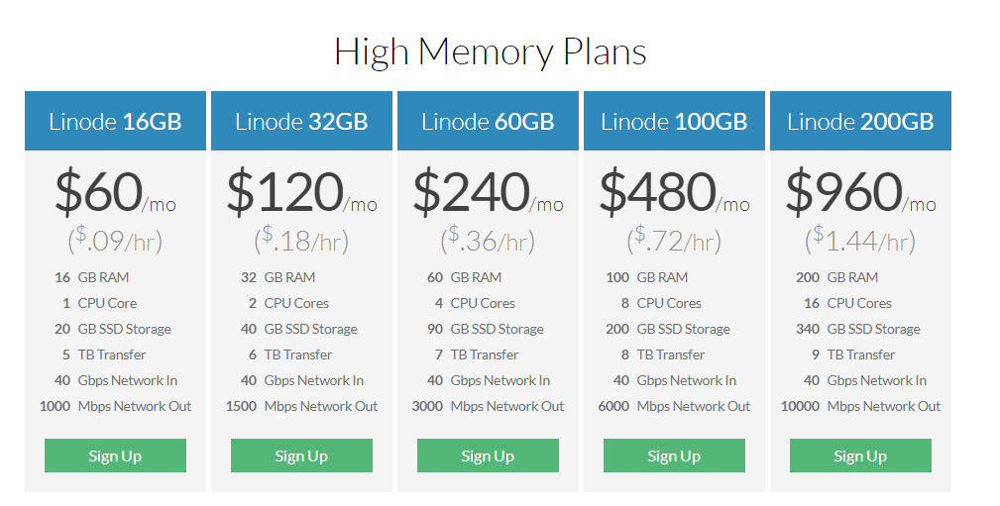 High Memory Plans
Linode 16GB
$60/mo
($.09/hr)
16 GB RAM
1 CPU Core
20 GB SSD Storage
5 TB Transfer
40 Gbps Network In
1000 Mbps Network Out
Sign Up
Linode 32GB
$120/mo
($.18/hr)
32 GB RAM
2 CPU Cores
40 GB SSD Storage
6 TB Transfer
40 Gbps Network In
1500 Mbps Network Out
Sign Up
Linode 60GB
$240/mo
($.36/hr)
60 GB RAM
4 CPU Cores
90 GB SSD Storage
7 TB Transfer
40 Gbps Network In
3000 Mbps Network Out
Sign Up
Linode 100GB
$480/mo
($.72/hr)
100 GB RAM
8 CPU Cores
200 GB SSD Storage
8 TB Transfer
40 Gbps Network In
6000 Mbps Network Out
Sign Up
Linode 200GB
$960/mo
($1.44/hr)
200 GB RAM
16 CPU Cores
340 GB SSD Storage
9 TB Transfer
40 Gbps Network In
10000 Mbps Network Out
Sign Up